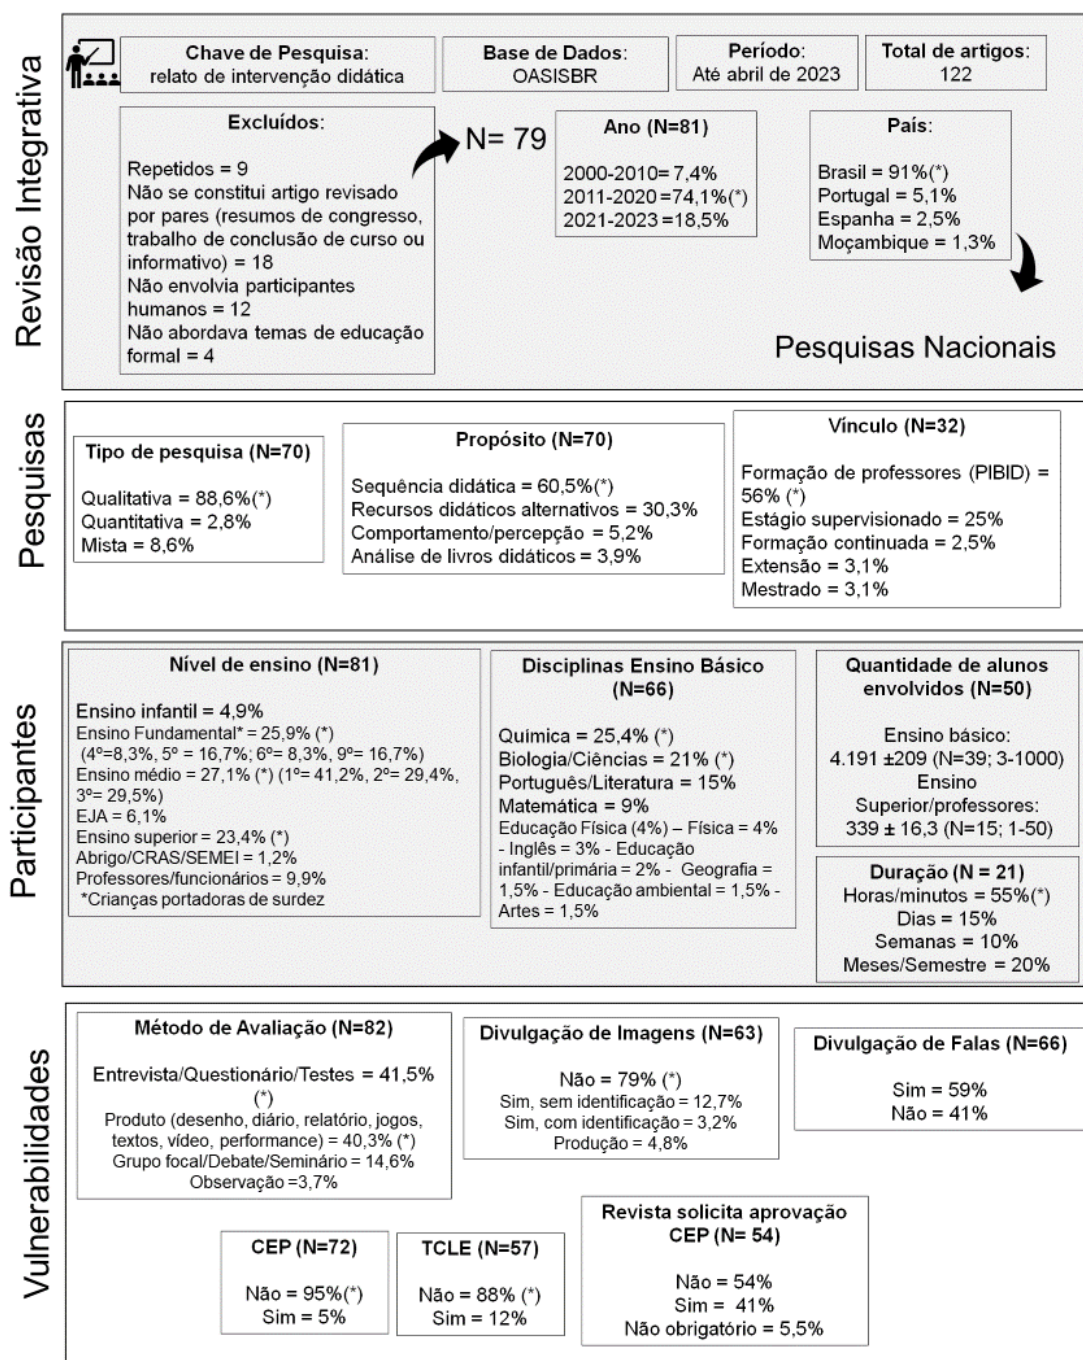 Revisão Integrativa
Chave de Pesquisa:
relato de intervenção didática
Base de Dados:
OASISBR
Período:
Até abril de 2023
Total de artigos:
122
Excluídos:
Repetidos = 9
Não se constitui artigo revisado
por pares (resumos de congresso,
trabalho de conclusão de curso ou
informativo) = 18
Não envolvia participantes
humanos = 12
Não abordava temas de educação
formal = 4
N= 79
Ano (N=81)
2000-2010= 7,4%
2011-2020=74,1%(*)
2021-2023=18,5%
País:
Brasil = 91%(*)
Portugal = 5,1%
Espanha = 2,5%
Moçambique = 1,3%
Pesquisas Nacionais
Pesquisas
Tipo de pesquisa (N=70)
Qualitativa = 88,6%(*)
Quantitativa = 2,8%
Mista = 8,6%
Propósito (N=70)
Sequência didática = 60,5%(*)
Recursos didáticos alternativos = 30,3%
Comportamento/percepção = 5,2%
Análise de livros didáticos = 3,9%
Vínculo (N=32)
Formação de professores (PIBID) =
56% (*)
Estágio supervisionado = 25%
Formação continuada = 2,5%
Extensão = 3,1%
Mestrado = 3,1%
Participantes
Nível de ensino (N=81)
Ensino infantil = 4,9%
Ensino Fundamental* = 25,9% (*)
(4º=8,3%, 5º = 16,7%; 6º= 8,3%, 9º= 16,7%)
Ensino médio = 27,1% (*) (1º= 41,2%, 2º= 29,4%,
3º= 29,5%)
EJA = 6,1%
Ensino superior = 23,4% (*)
Abrigo/CRAS/SEMEI = 1,2%
Professores/funcionários = 9,9%
*Crianças portadoras de surdez
Disciplinas Ensino Básico
(N=66)
Química = 25,4% (*)
Biologia/Ciências = 21% (*)
Português/Literatura = 15%
Matemática = 9%
Educação Física (4%) – Física = 4%
- Inglês = 3% - Educação
infantil/primária = 2% - Geografia =
1,5% - Educação ambiental = 1,5% -
Artes = 1,5%
Quantidade de alunos
envolvidos (N=50)
Ensino básico:
4.191 ±209 (N=39; 3-1000)
Ensino
Superior/professores:
339 ± 16,3 (N=15; 1-50)
Duração (N = 21)
Horas/minutos = 55%(*)
Dias = 15%
Semanas = 10%
Meses/Semestre = 20%
Vulnerabilidades
Método de Avaliação (N=82)
Entrevista/Questionário/Testes = 41,5%
(*)
Produto (desenho, diário, relatório, jogos,
textos, vídeo, performance) = 40,3% (*)
Grupo focal/Debate/Seminário = 14,6%
Observação =3,7%
Divulgação de Imagens (N=63)
Não = 79% (*)
Sim, sem identificação = 12,7%
Sim, com identificação = 3,2%
Produção = 4,8%
Divulgação de Falas (N=66)
Sim = 59%
Não = 41%
CEP (N=72)
Não = 95%(*)
Sim = 5%
TCLE (N=57)
Não = 88% (*)
Sim = 12%
Revista solicita aprovação
CEP (N= 54)
Não = 54%
Sim = 41%
Não obrigatório = 5,5%